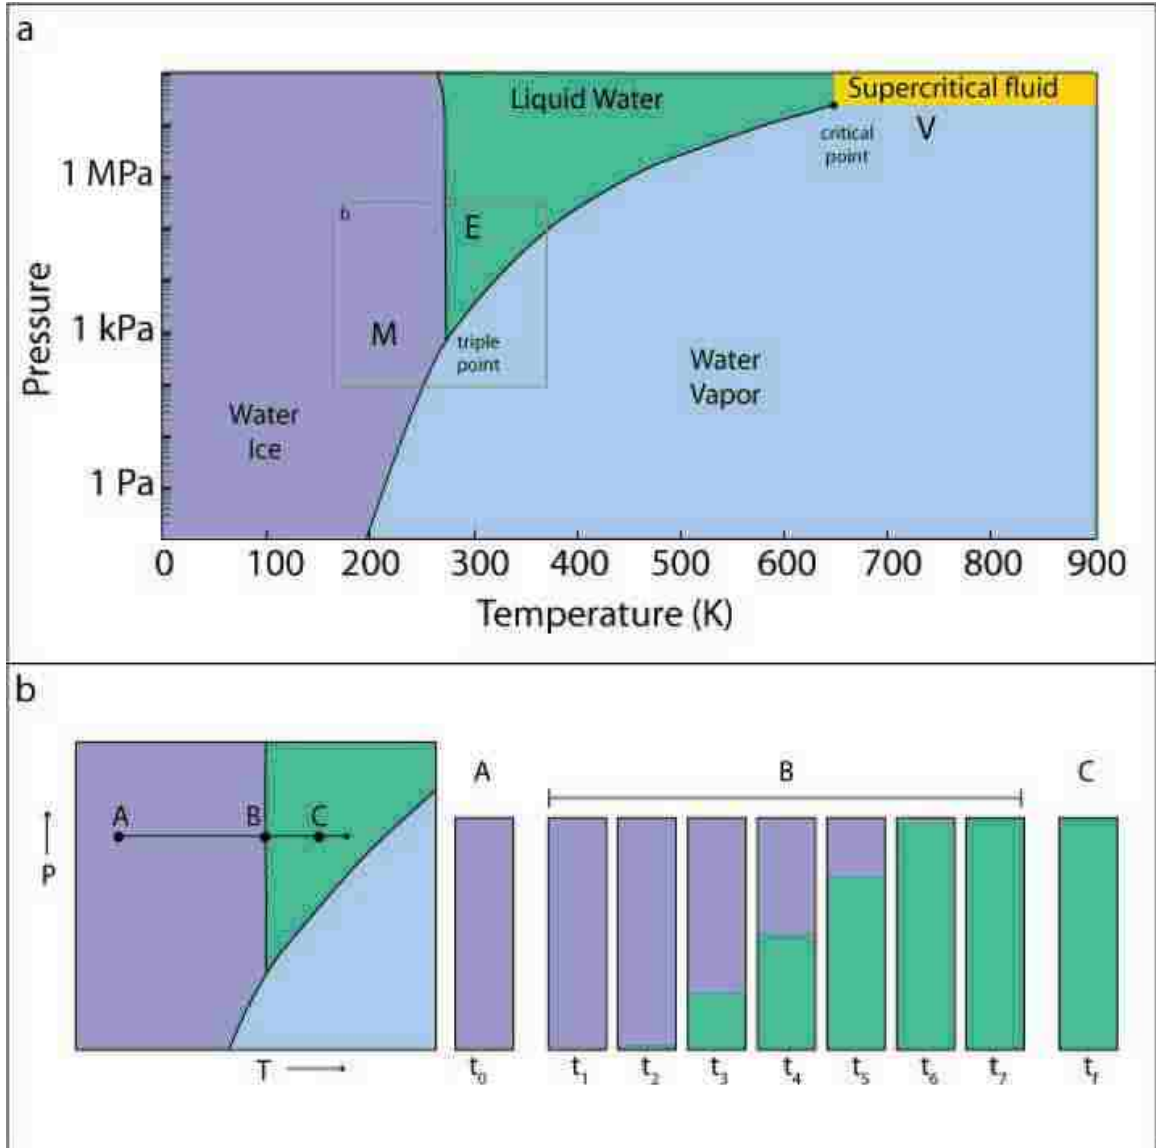 a
Liquid Water
Supercritical fluid
critical
point
V
1 MPa
b
E
Pressure
1 kPa
M
triple
point
Water
Vapor
Water
Ice
1 Pa
0 100 200 300 400 500 600 700 800 900
Temperature (K)
b
A B C
P
T
A B C
t₀ t₁ t₂ t₃ t₄ t₅ t₆ t₇ t_f